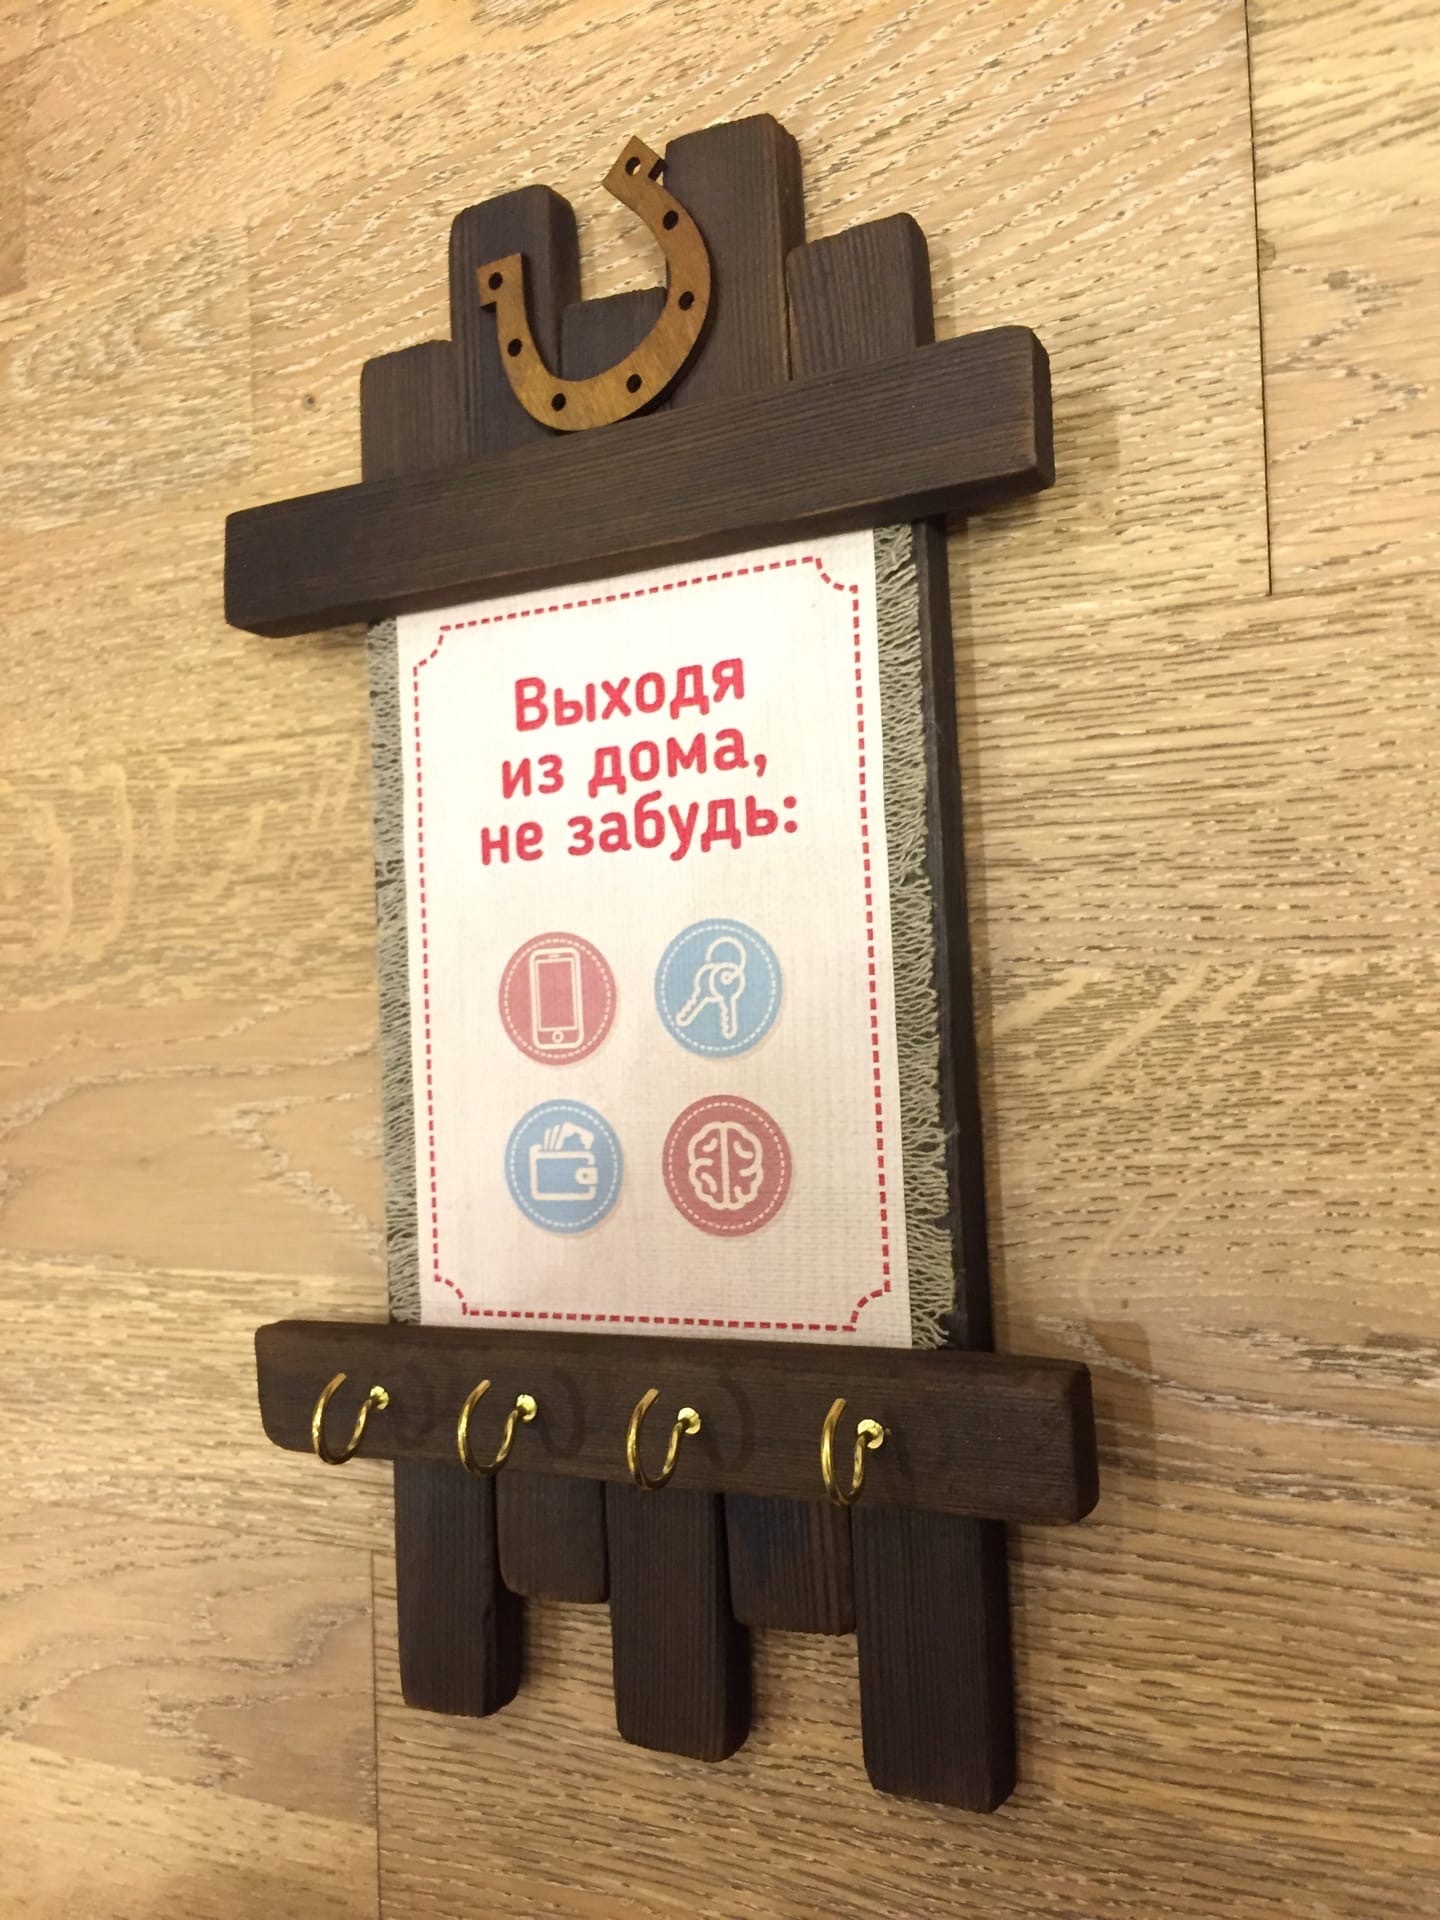 Выходя
из дома,
не забудь: